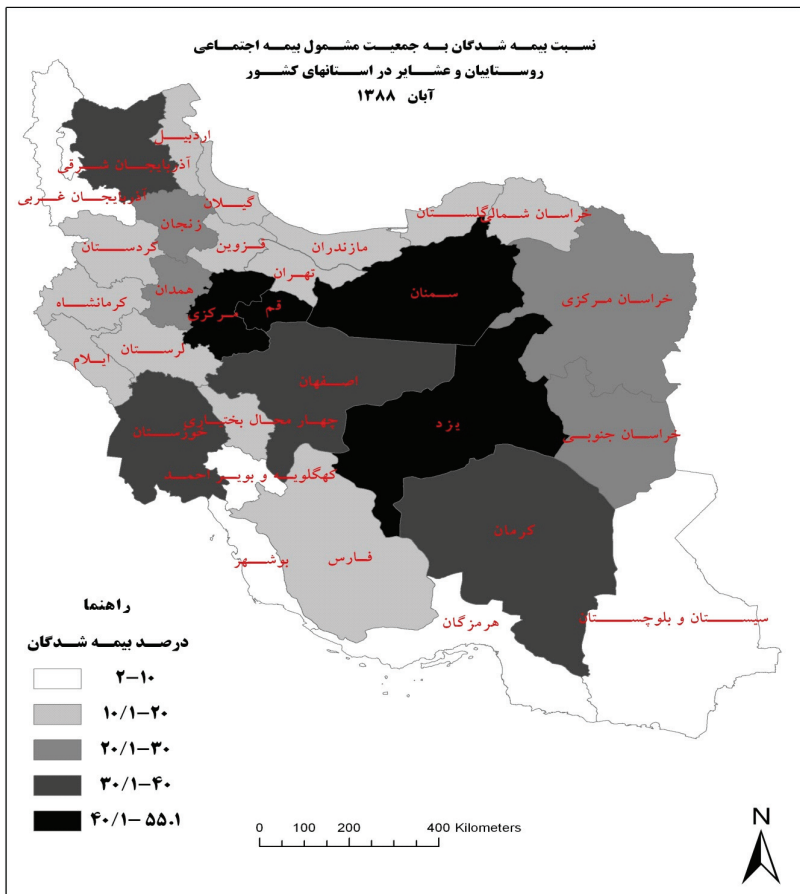 نسبت بیمه شدگان به جمعیت مشمول بیمه اجتماعی
روستاییان و عشایر در استانهای کشور
آبان ۱۳۸۸
اردبیل
آذربایجان شرقی
آذربایجان غربی
گیلان
زنجان
گلستان
خراسان شمالی
کردستان
قزوین
مازندران
تهران
همدان
کرمانشاه
مرکزی
قم
سمنان
خراسان مرکزی
ایلام
لرستان
اصفهان
چهار محال بختیاری
خوزستان
یزد
خراسان جنوبی
کهگلویه و بویر احمد
کرمان
بوشهر
فارس
هرمزگان
سیستان و بلوچستان
راهنما
درصد بیمه شدگان
۲-۱۰
۱۰/۱-۲۰
۲۰/۱-۳۰
۳۰/۱-۴۰
۴۰/۱-۵۵.۱
0 100 200 400 Kilometers
N